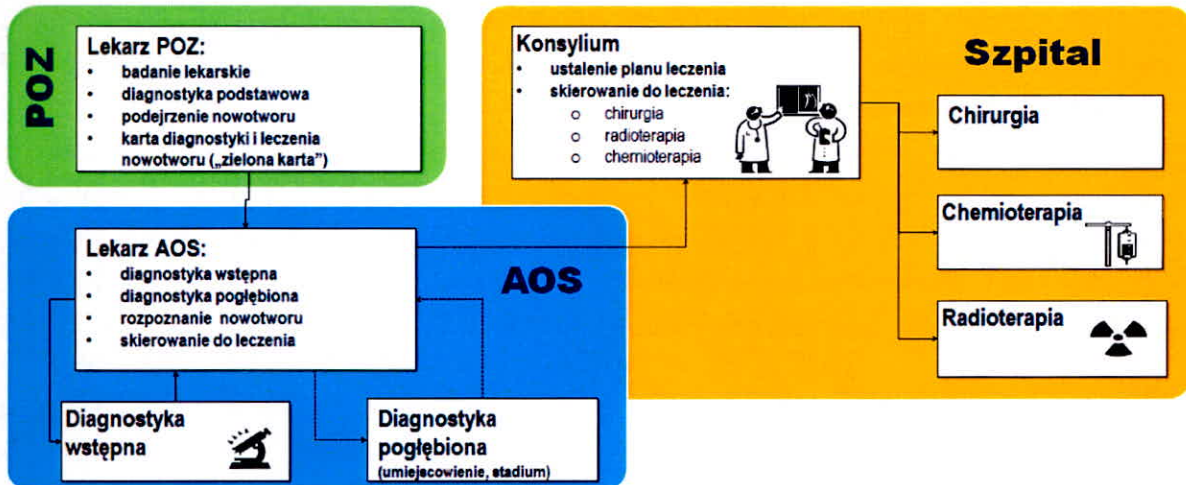 POZ
Lekarz POZ:
• badanie lekarskie
• diagnostyka podstawowa
• podejrzenie nowotworu
• karta diagnostyki i leczenia
nowotworu („zielona karta”)
Lekarz AOS:
• diagnostyka wstępna
• diagnostyka pogłębiona
• rozpoznanie nowotworu
• skierowanie do leczenia
AOS
Diagnostyka
wstępna
Diagnostyka
pogłębiona
(umiejscowienie, stadium)
Konsylium
• ustalenie planu leczenia
• skierowanie do leczenia:
o chirurgia
o radioterapia
o chemioterapia
Szpital
Chirurgia
Chemioterapia
Radioterapia